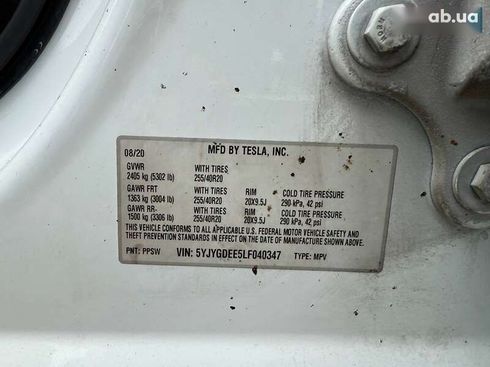 ab.ua
08/20 MFD BY TESLA, INC.
GVWR WITH TIRES
2405 kg (5302 lb) 255/40R20
GAWR FRT WITH TIRES RIM COLD TIRE PRESSURE
1363 kg (3004 lb) 255/40R20 20X9.5J 290 kPa, 42 psi
GAWR RR- WITH TIRES RIM COLD TIRE PRESSURE
1500 kg (3306 lb) 255/40R20 20X9.5J 290 kPa, 42 psi
THIS VEHICLE CONFORMS TO ALL APPLICABLE U.S. FEDERAL MOTOR VEHICLE SAFETY AND
THEFT PREVENTION STANDARDS IN EFFECT ON THE DATE OF MANUFACTURE SHOWN ABOVE.
PNT: PPSW VIN: 5YJYGDEE5LF040347 TYPE: MPV